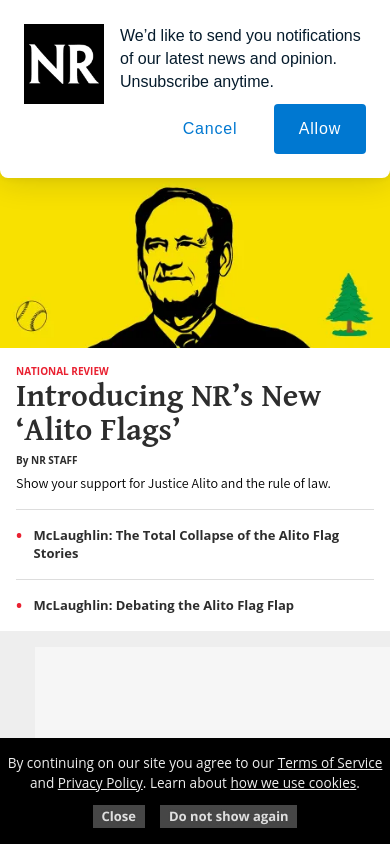 NR
We’d like to send you notifications
of our latest news and opinion.
Unsubscribe anytime.
Cancel
Allow
NATIONAL REVIEW
Introducing NR’s New
‘Alito Flags’
By NR STAFF
Show your support for Justice Alito and the rule of law.
• McLaughlin: The Total Collapse of the Alito Flag
Stories
• McLaughlin: Debating the Alito Flag Flap
By continuing on our site you agree to our Terms of Service
and Privacy Policy. Learn about how we use cookies.
Close
Do not show again